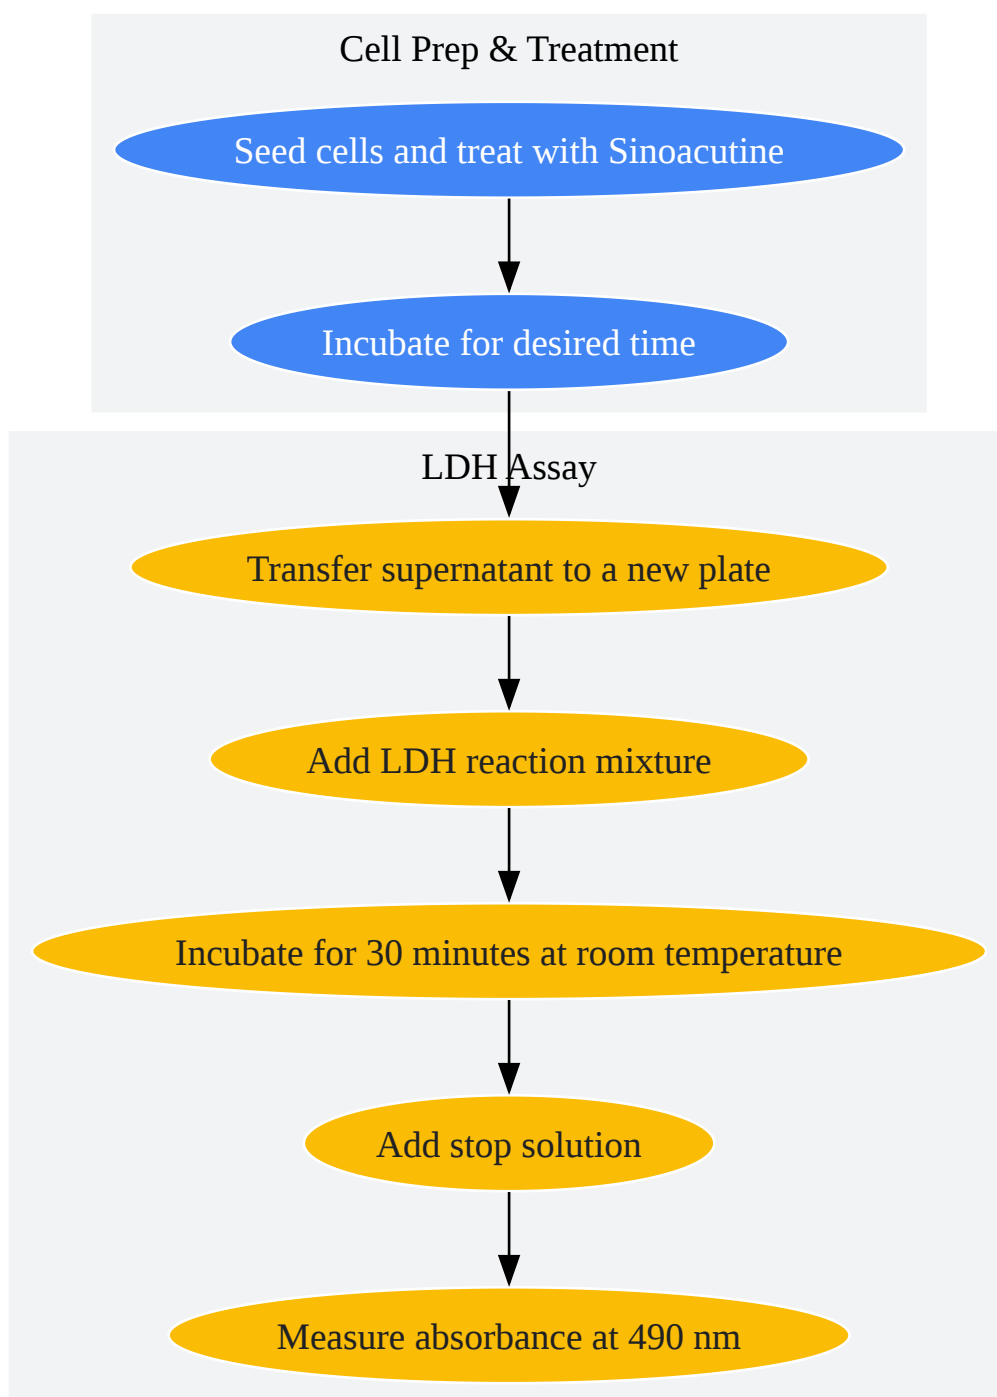 Cell Prep & Treatment
Seed cells and treat with Sinoacutine
Incubate for desired time
LDH Assay
Transfer supernatant to a new plate
Add LDH reaction mixture
Incubate for 30 minutes at room temperature
Add stop solution
Measure absorbance at 490 nm